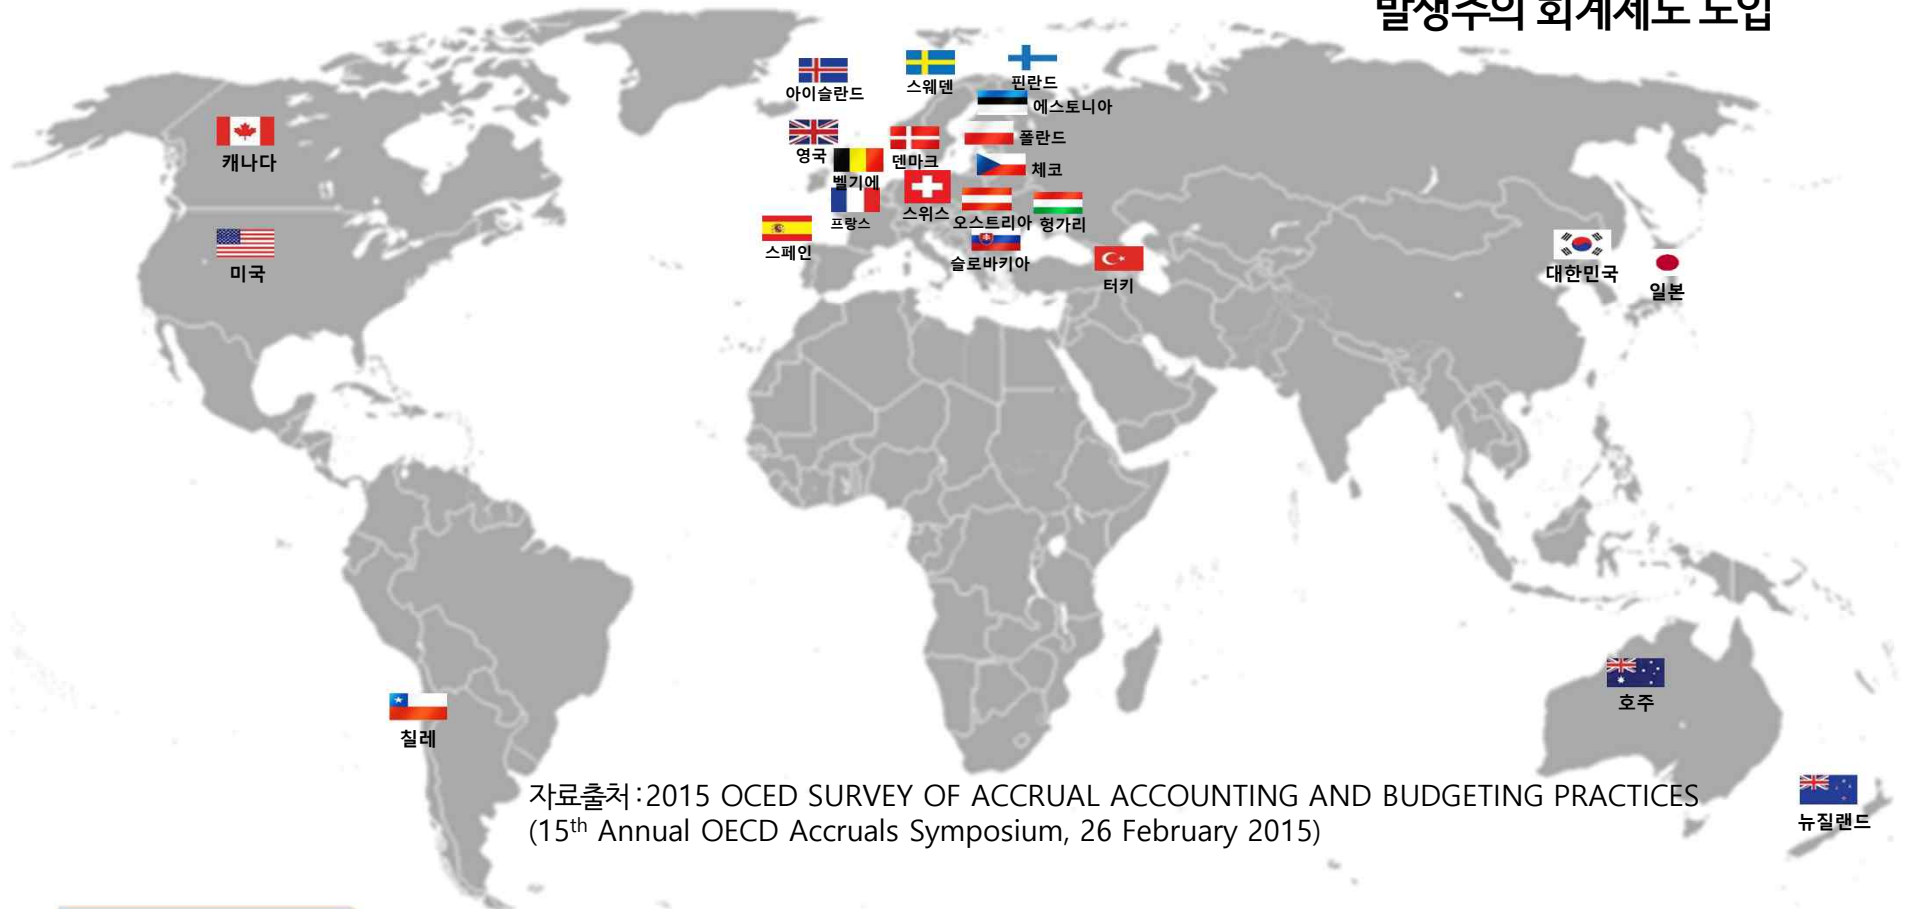 발생주의 회계제도 도입
아이슬란드
스웨덴
핀란드
에스토니아
캐나다
영국
벨기에
덴마크
폴란드
체코
프랑스
스위스
오스트리아
헝가리
스페인
슬로바키아
터키
미국
대한민국
일본
칠레
호주
뉴질랜드
자료출처 : 2015 OCED SURVEY OF ACCRUAL ACCOUNTING AND BUDGETING PRACTICES
(15th Annual OECD Accruals Symposium, 26 February 2015)